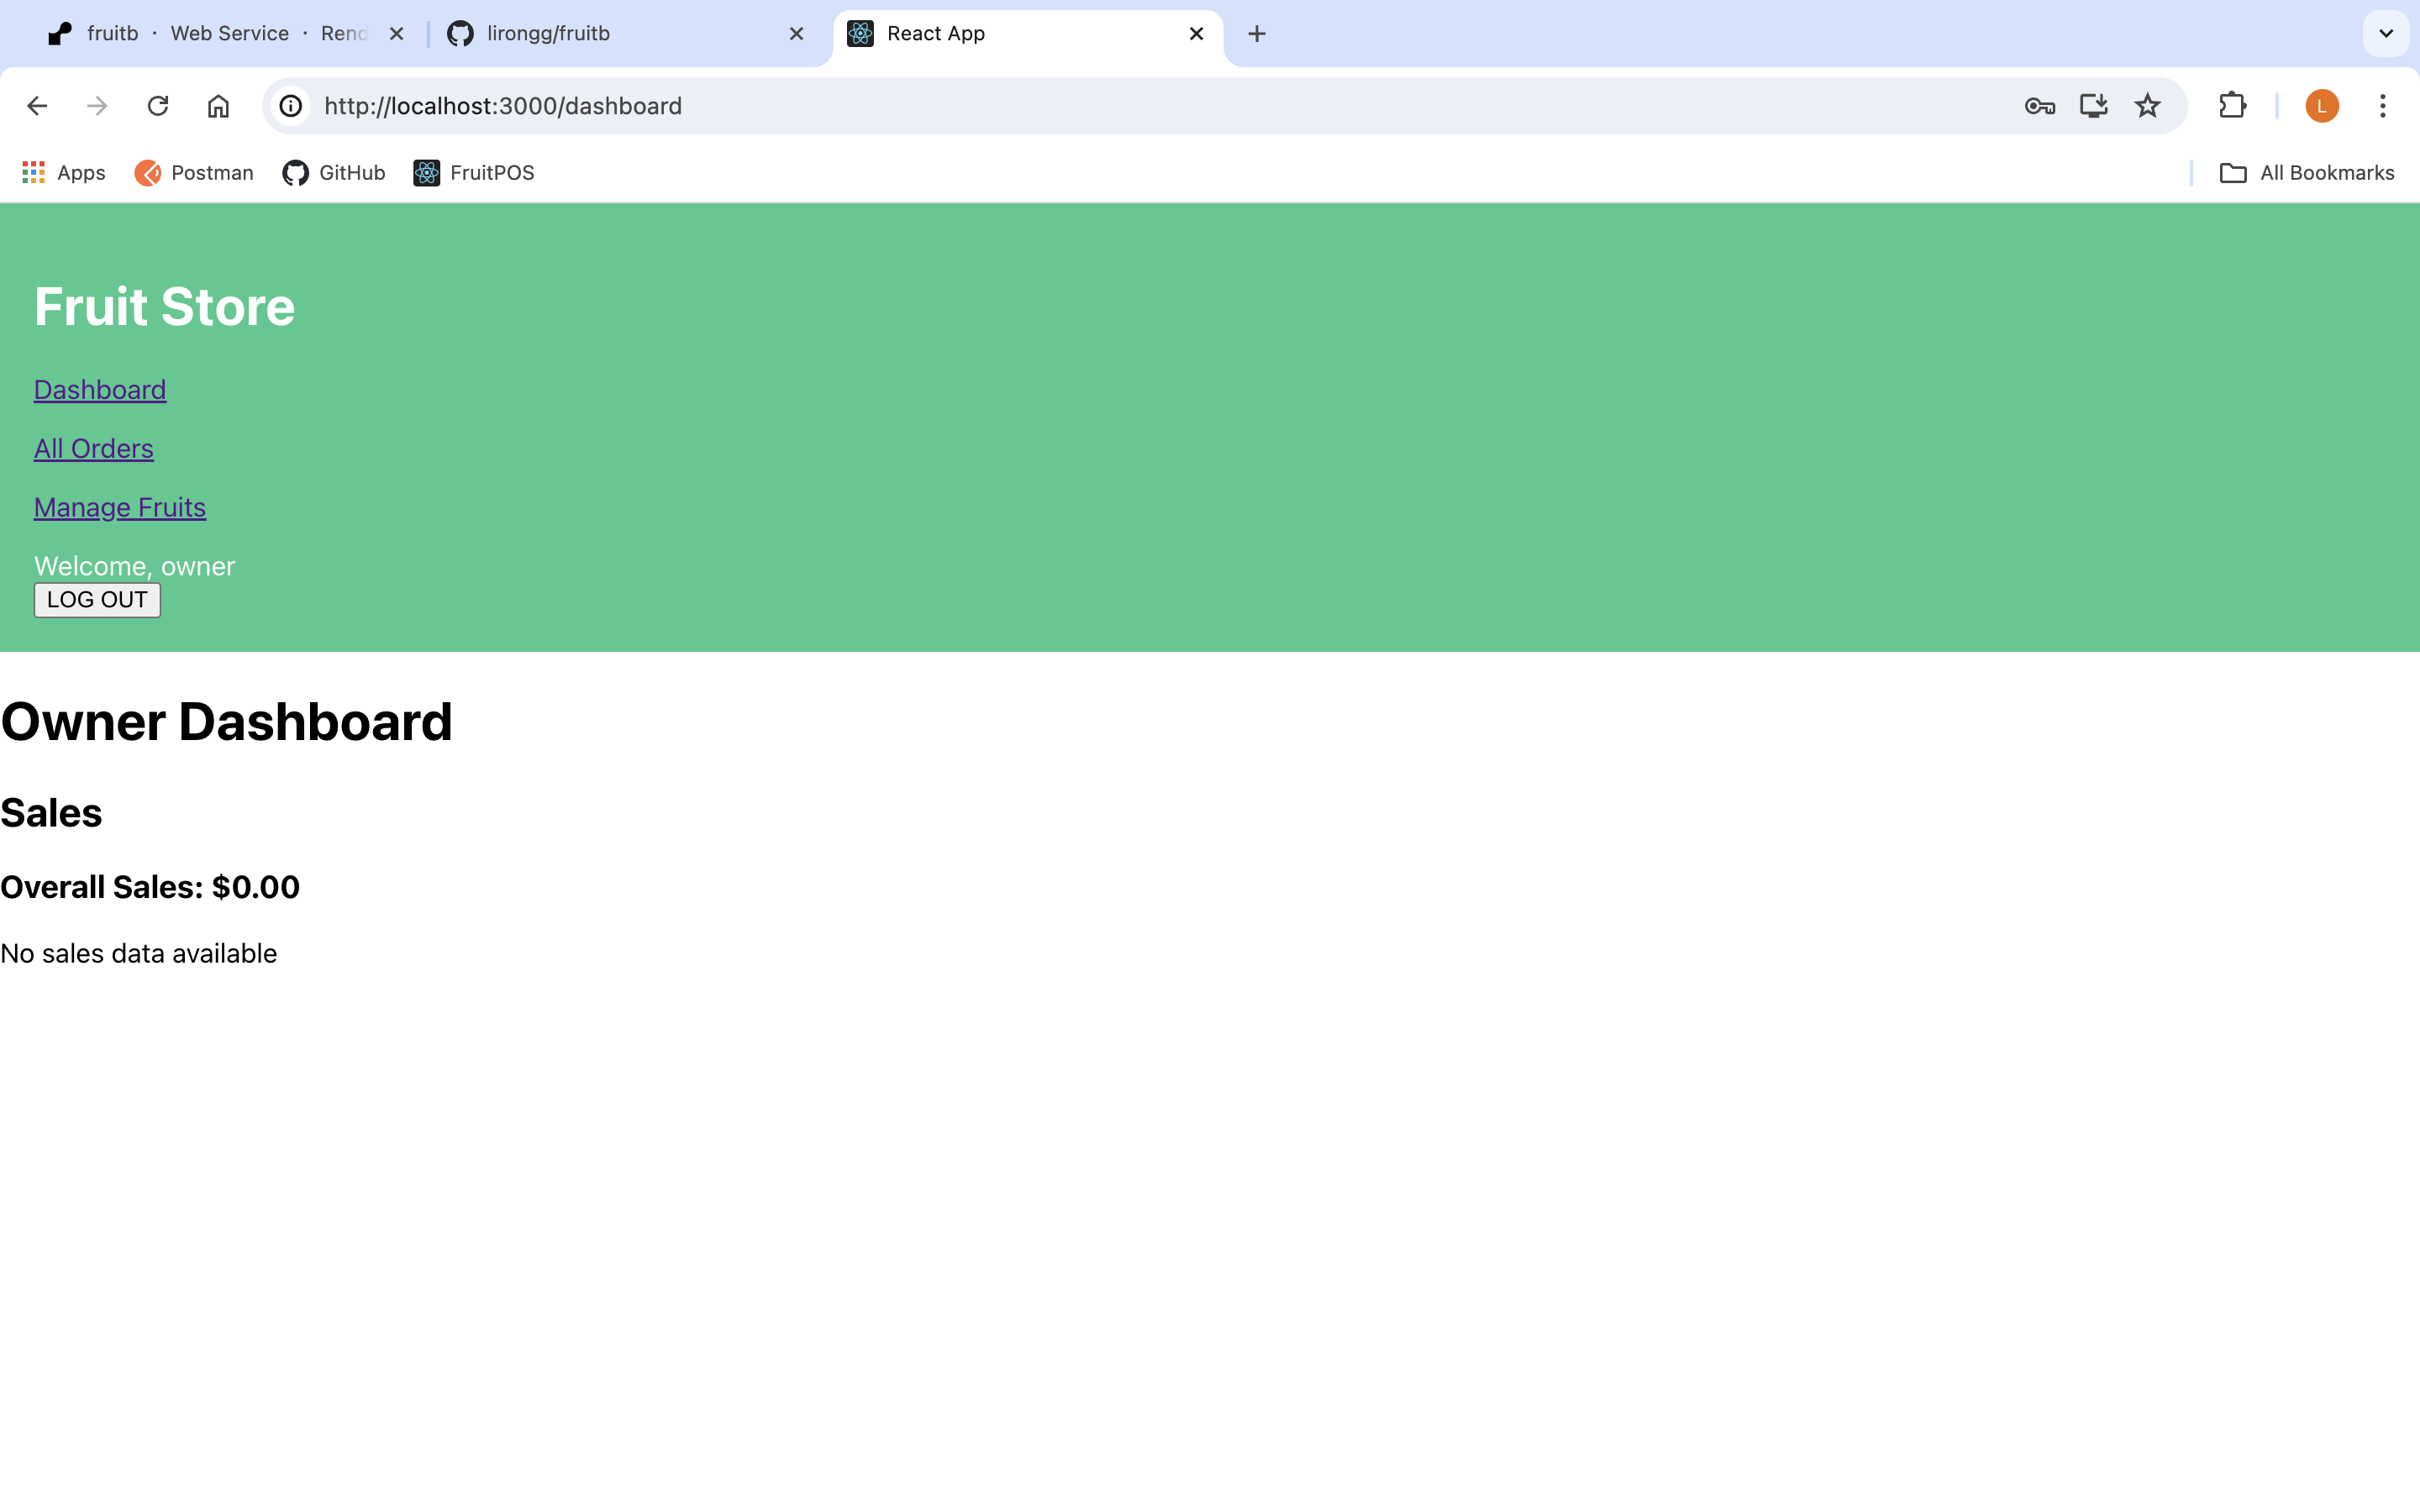 fruitb · Web Service · Rend
lirongg/fruitb
React App
http://localhost:3000/dashboard
L
Apps
Postman
GitHub
FruitPOS
All Bookmarks
Fruit Store
Dashboard
All Orders
Manage Fruits
Welcome, owner
LOG OUT
Owner Dashboard
Sales
Overall Sales: $0.00
No sales data available